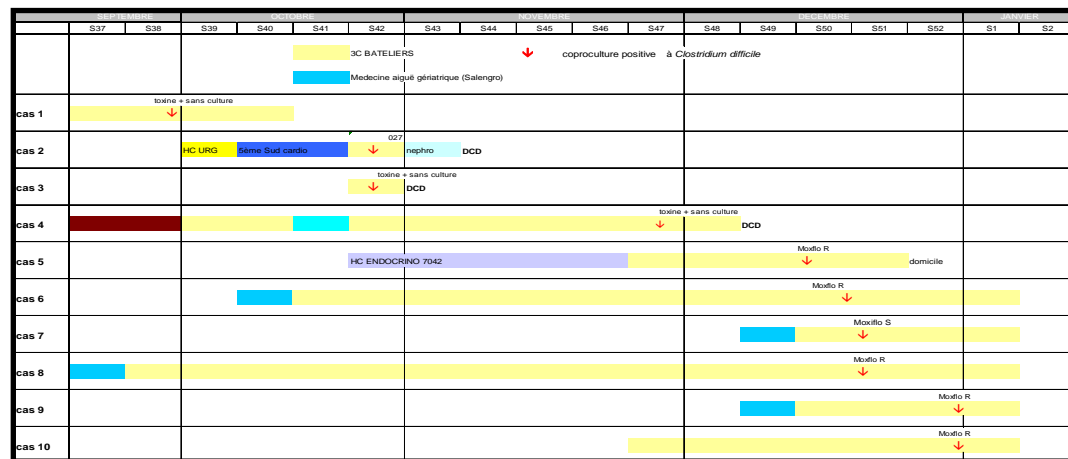 SEPTEMBRE OCTOBRE NOVEMBRE DECEMBRE JANVIER
S37 S38 S39 S40 S41 S42 S43 S44 S45 S46 S47 S48 S49 S50 S51 S52 S1 S2
3C BATELIERS coproculture positive à Clostridium difficile
Medecine aiguë gériatrique (Salengro)
toxine + sans culture
cas 1
027
cas 2 HC URG 5ème Sud cardio nephro DCD
toxine + sans culture
cas 3 DCD
toxine + sans culture
cas 4 DCD
Moxflo R
cas 5 HC ENDOCRINO 7042 domicile
Moxflo R
cas 6
Moxiflo S
cas 7
Moxflo R
cas 8
Moxflo R
cas 9
Moxflo R
cas 10